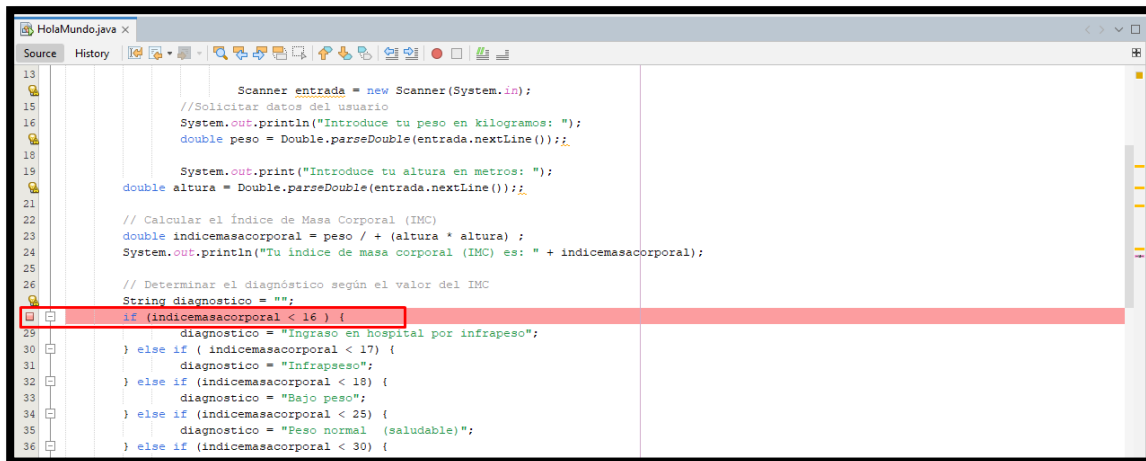 HolaMundo.java ×
Source History
13
Scanner entrada = new Scanner(System.in);
15 //Solicitar datos del usuario
16 System.out.println("Introduce tu peso en kilogramos: ");
double peso = Double.parseDouble(entrada.nextLine());;
18
19 System.out.print("Introduce tu altura en metros: ");
double altura = Double.parseDouble(entrada.nextLine());;
21
22 // Calcular el Índice de Masa Corporal (IMC)
23 double indicemasacorporal = peso / + (altura * altura) ;
24 System.out.println("Tu índice de masa corporal (IMC) es: " + indicemasacorporal);
25
26 // Determinar el diagnóstico según el valor del IMC
String diagnostico = "";
if (indicemasacorporal < 16 ) {
29 diagnostico = "Ingraso en hospital por infrapeso";
30 } else if ( indicemasacorporal < 17) {
31 diagnostico = "Infrapseso";
32 } else if (indicemasacorporal < 18) {
33 diagnostico = "Bajo peso";
34 } else if (indicemasacorporal < 25) {
35 diagnostico = "Peso normal (saludable)";
36 } else if (indicemasacorporal < 30) {